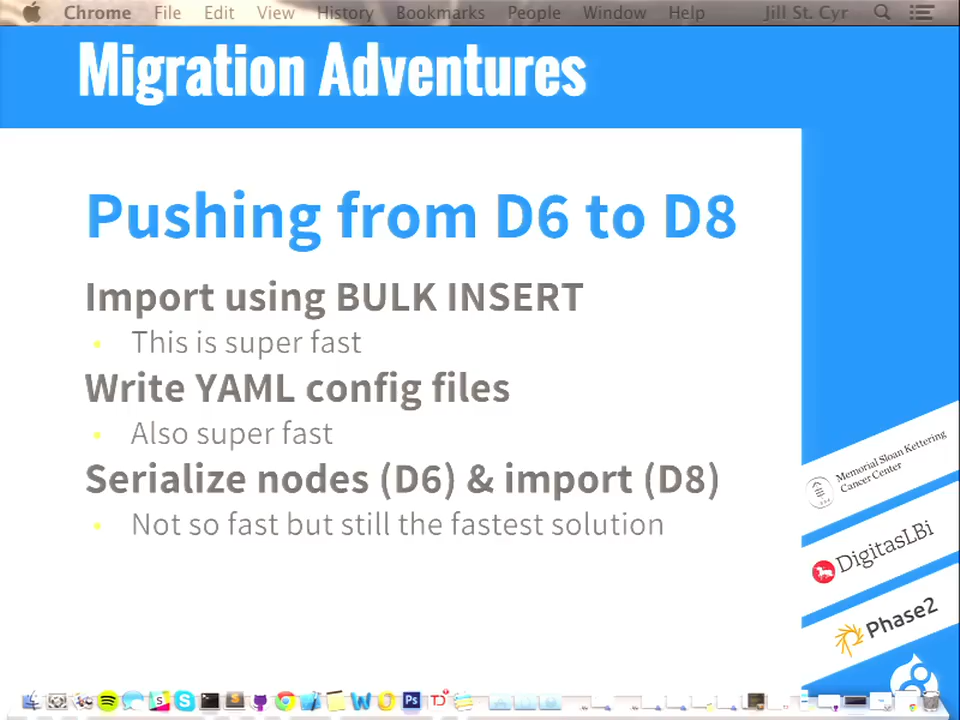 Chrome File Edit View History Bookmarks People Window Help Jill St. Cyr
Migration Adventures
Pushing from D6 to D8
Import using BULK INSERT
This is super fast
Write YAML config files
Also super fast
Serialize nodes (D6) & import (D8)
Not so fast but still the fastest solution
Memorial Sloan Kettering
Cancer Center
DigitasLBi
Phase2